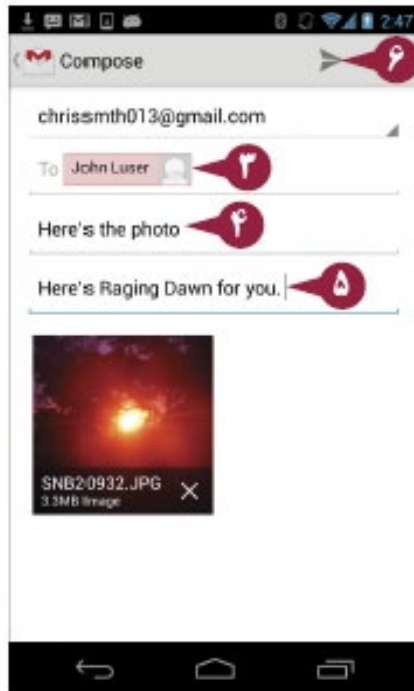 2:47
Compose ۶
chrissmth013@gmail.com
To John Luser ۳
Here's the photo ۴
Here's Raging Dawn for you. ۵
SNB20932.JPG
3.3MB Image